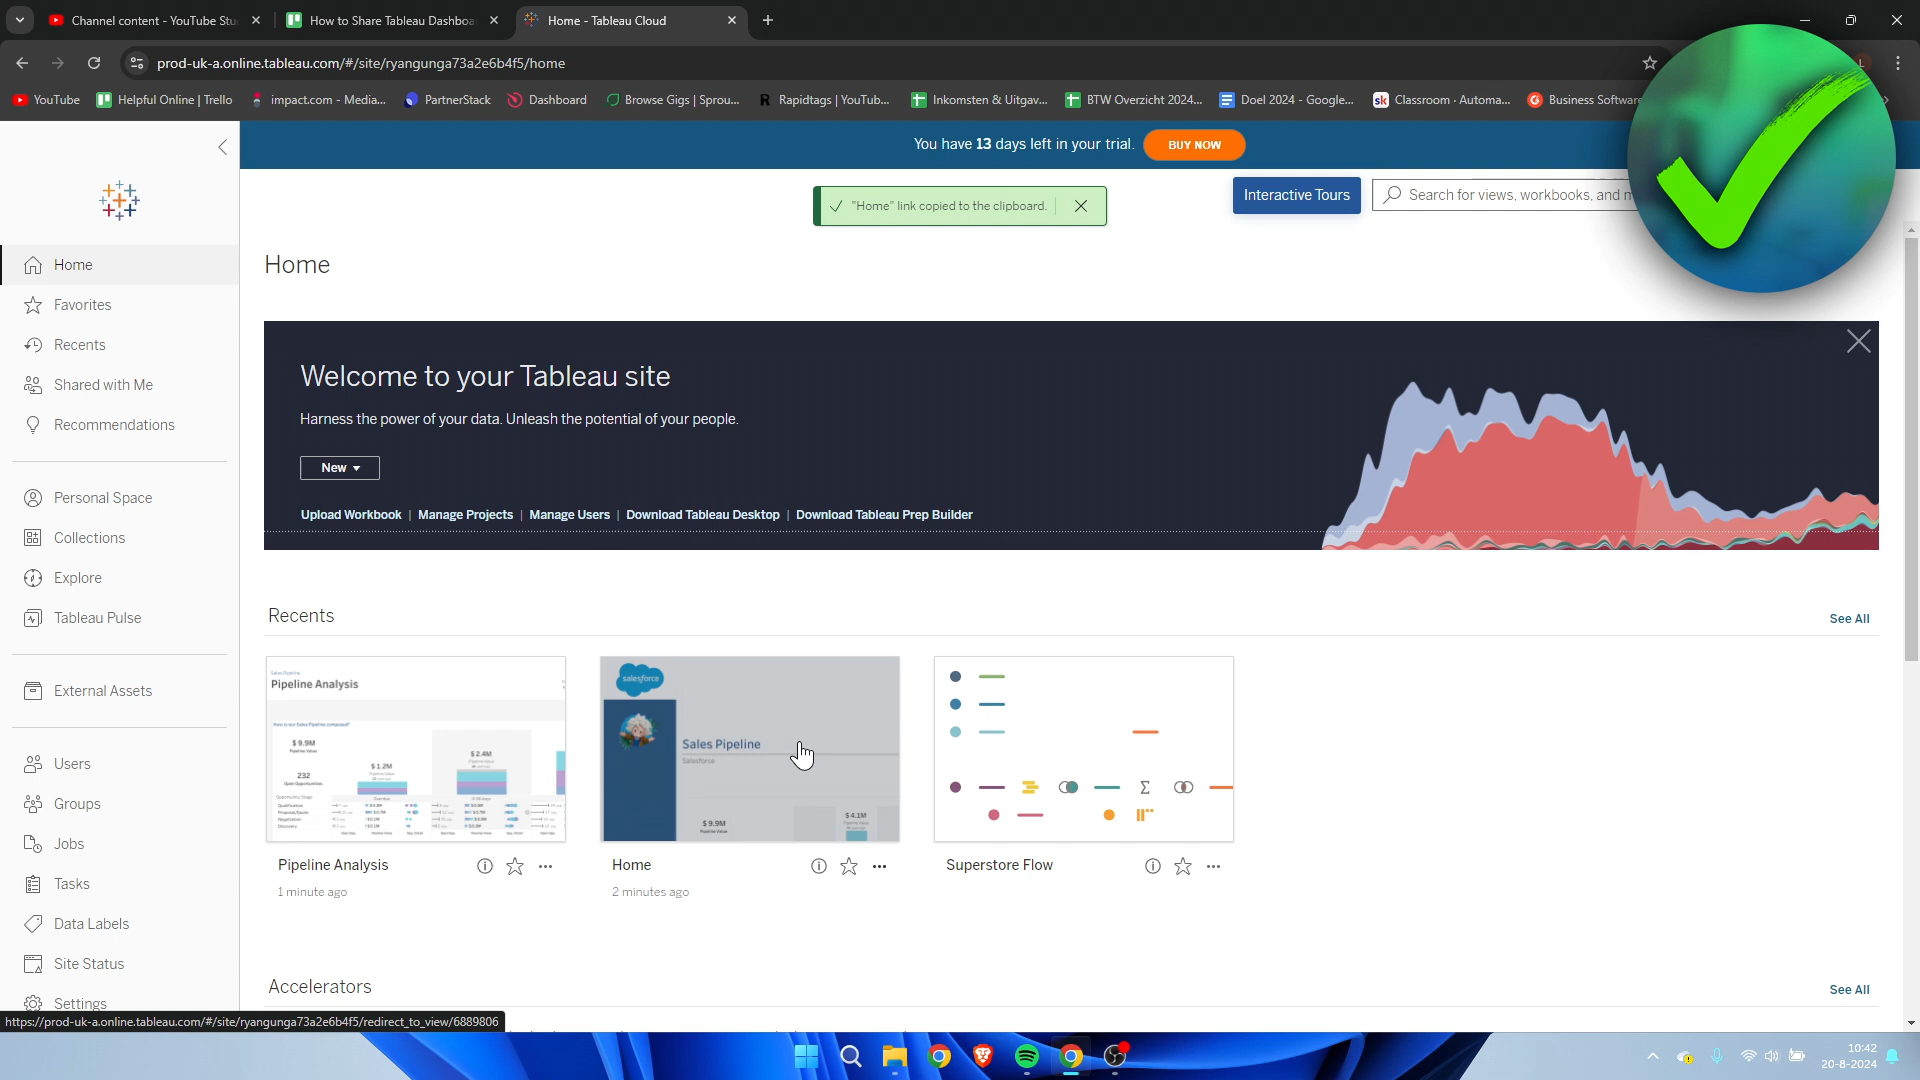 Channel content - YouTube Stu
How to Share Tableau Dashboa
Home - Tableau Cloud
prod-uk-a.online.tableau.com/#/site/ryangunga73a2e6b4f5/home
YouTube
Helpful Online | Trello
impact.com - Media...
PartnerStack
Dashboard
Browse Gigs | Sprou...
Rapidtags | YouTub...
Inkomsten & Uitgav...
BTW Overzicht 2024...
Doel 2024 - Google...
Classroom · Automa...
Business Software
You have 13 days left in your trial.
BUY NOW
"Home" link copied to the clipboard.
Interactive Tours
Search for views, workbooks, and m
Home
Favorites
Recents
Shared with Me
Recommendations
Personal Space
Collections
Explore
Tableau Pulse
External Assets
Users
Groups
Jobs
Tasks
Data Labels
Site Status
Settings
Home
Welcome to your Tableau site
Harness the power of your data. Unleash the potential of your people.
New
Upload Workbook | Manage Projects | Manage Users | Download Tableau Desktop | Download Tableau Prep Builder
Recents
See All
Pipeline Analysis
$ 9.9M
$ 1.2M
$ 2.4M
232
salesforce
Sales Pipeline
Salesforce
$ 9.9M
Pipeline Value
$ 4.1M
Pipeline Analysis
1 minute ago
Home
2 minutes ago
Superstore Flow
Accelerators
See All
https://prod-uk-a.online.tableau.com/#/site/ryangunga73a2e6b4f5/redirect_to_view/6889806
10:42
20-8-2024